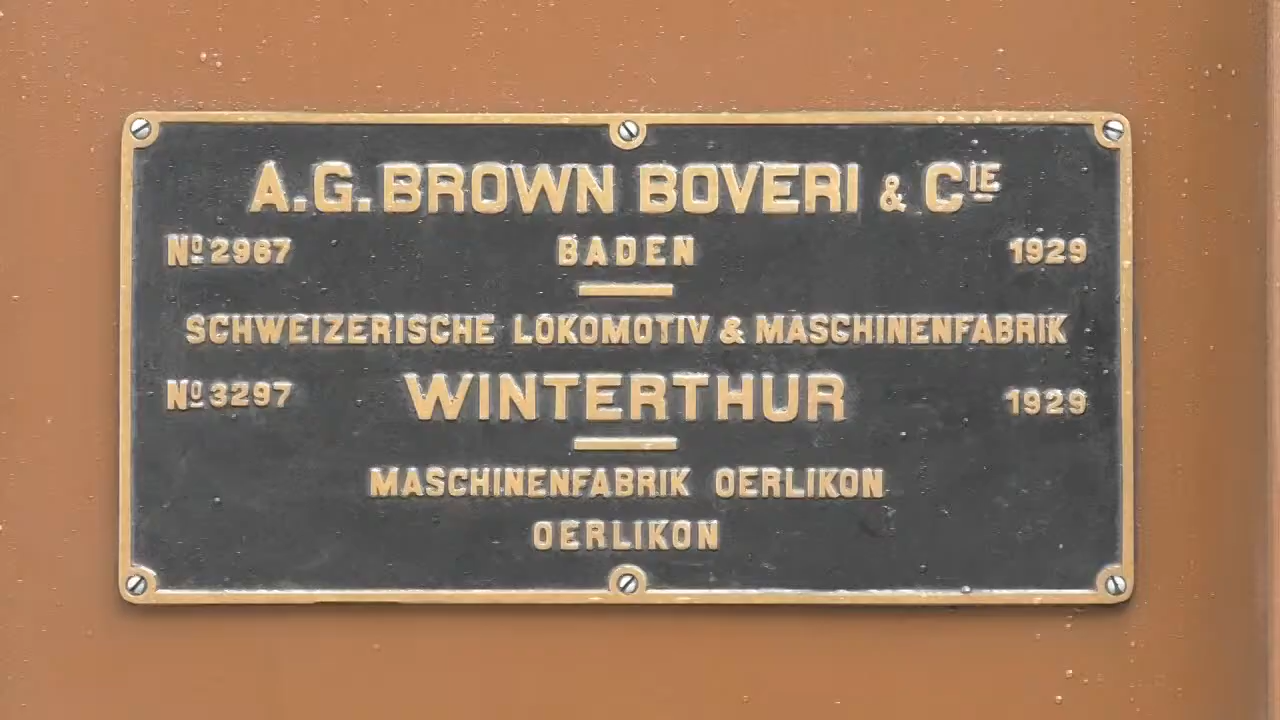 A.G. BROWN BOVERI & CIE
Nº 2967 BADEN 1929
SCHWEIZERISCHE LOKOMOTIV & MASCHINENFABRIK
Nº 3297 WINTERTHUR 1929
MASCHINENFABRIK OERLIKON
OERLIKON